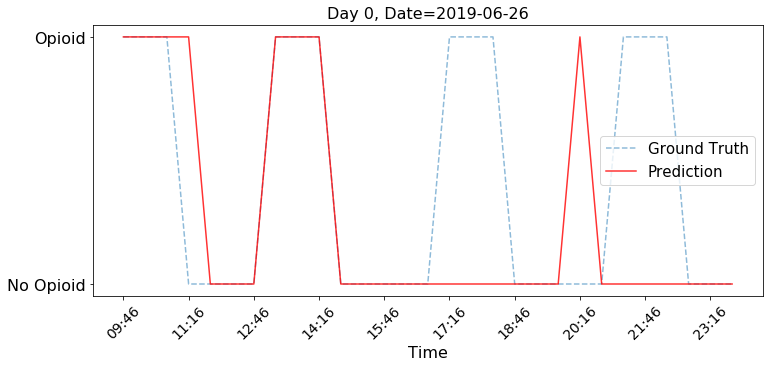 Day 0, Date=2019-06-26
Opioid
No Opioid
Ground Truth
Prediction
09:46
11:16
12:46
14:16
15:46
17:16
18:46
20:16
21:46
23:16
Time